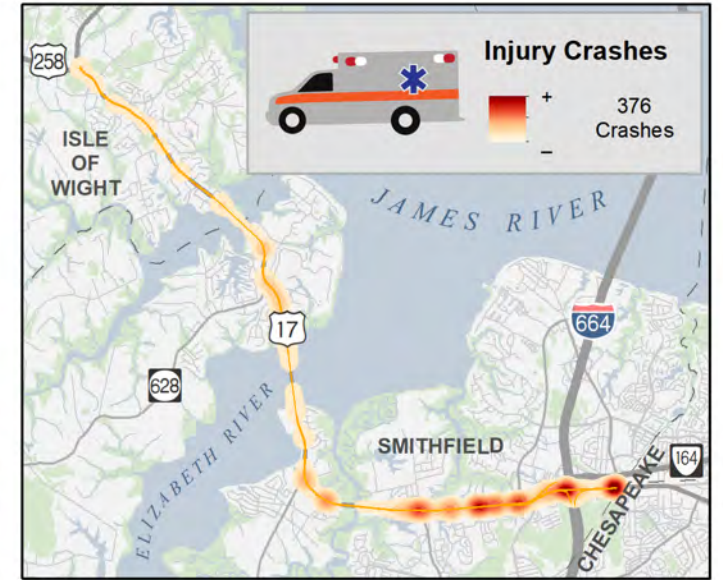 258
Injury Crashes
+
376
Crashes
–
ISLE
OF
WIGHT
JAMES RIVER
17
664
628
SMITHFIELD
164
ELIZABETH RIVER
CHESAPEAKE